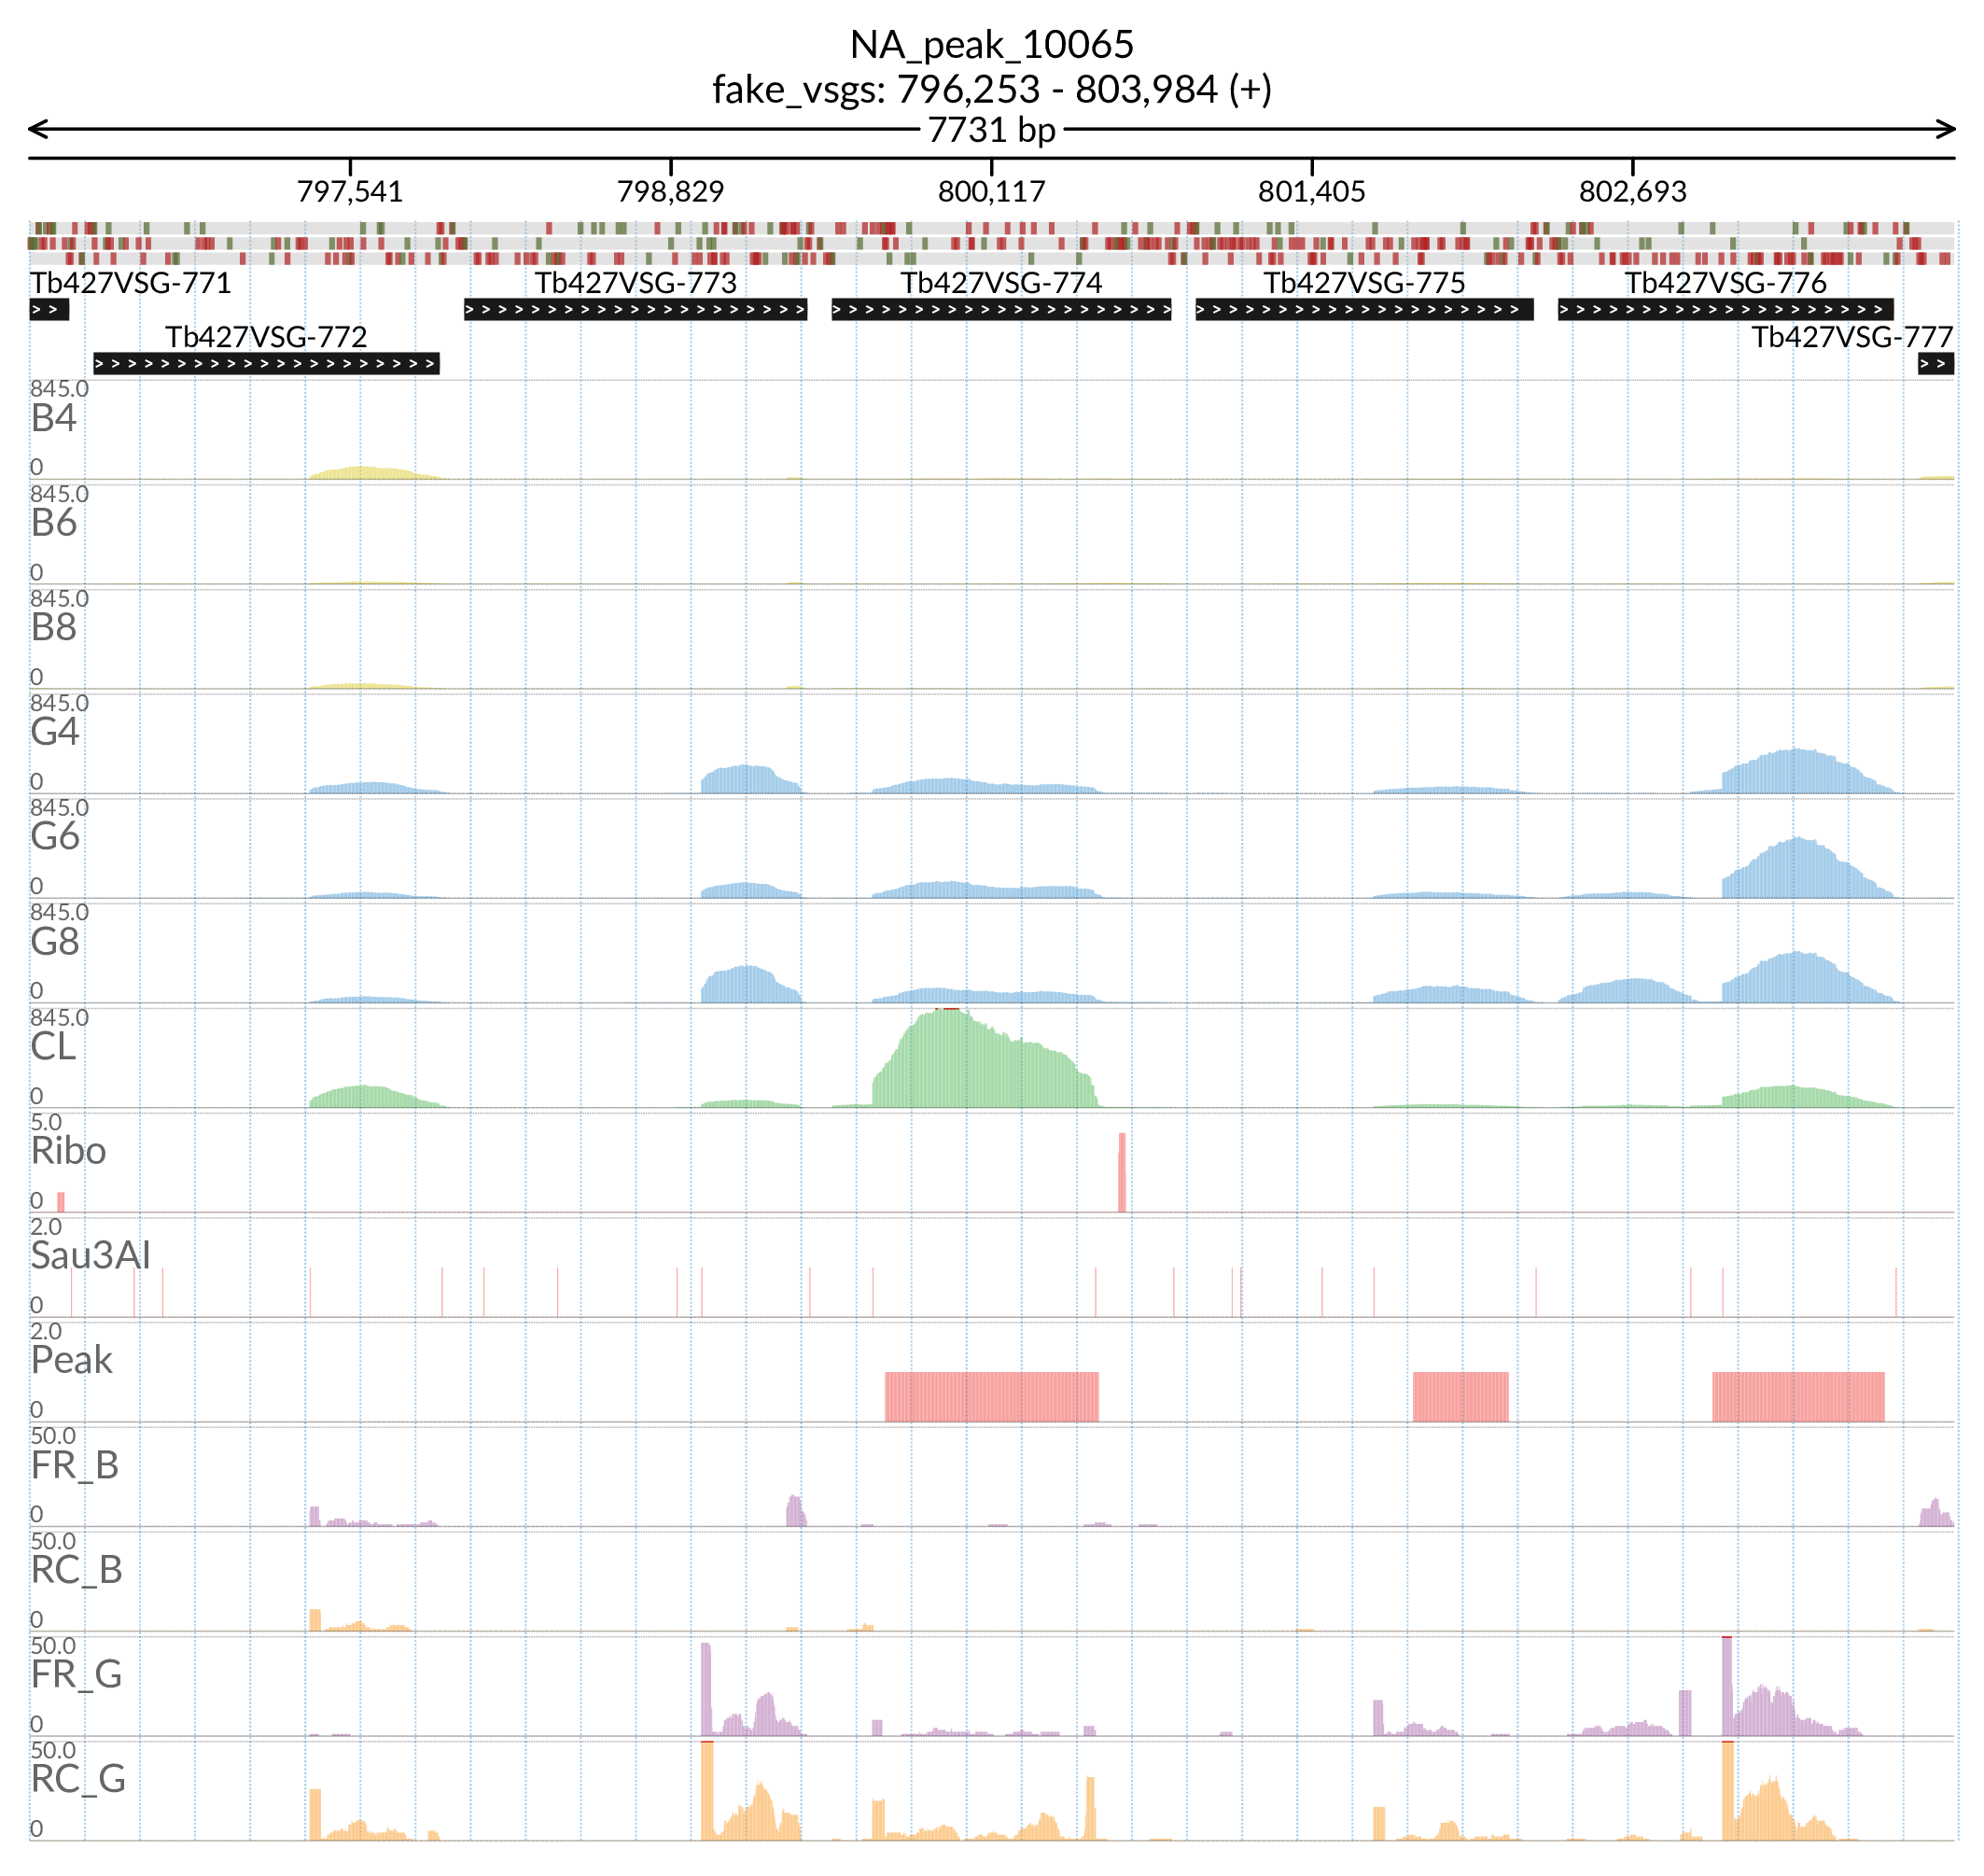 NA_peak_10065
fake_vsgs: 796,253 - 803,984 (+)
7731 bp
797,541 798,829 800,117 801,405 802,693
Tb427VSG-771 Tb427VSG-773 Tb427VSG-774 Tb427VSG-775 Tb427VSG-776
Tb427VSG-772 Tb427VSG-777
845.0
B4
0
845.0
B6
0
845.0
B8
0
845.0
G4
0
845.0
G6
0
845.0
G8
0
845.0
CL
0
5.0
Ribo
0
2.0
Sau3AI
0
2.0
Peak
0
50.0
FR_B
0
50.0
RC_B
0
50.0
FR_G
0
50.0
RC_G
0